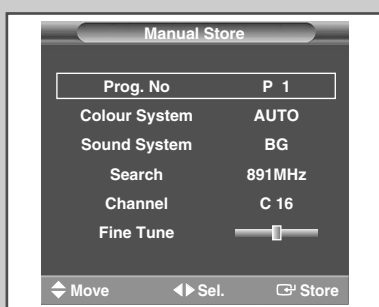 Manual Store
Prog. No P 1
Colour System AUTO
Sound System BG
Search 891MHz
Channel C 16
Fine Tune
Move Sel. Store